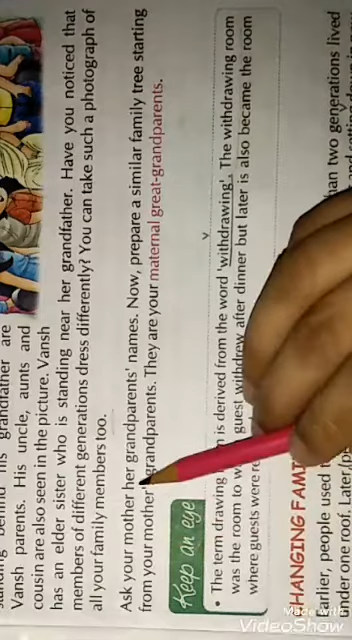 behind his grandfather are
Vansh parents. His uncle, aunts and
cousin are also seen in the picture. Vansh
has an elder sister who is standing near her grandfather. Have you noticed that
members of different generations dress differently? You can take such a photograph of
all your family members too.
Ask your mother her grandparents' names. Now, prepare a similar family tree starting
from your mother' grandparents. They are your maternal great-grandparents.
Keep an eye
• The term drawing is derived from the word 'withdrawing'. The withdrawing room
was the room to guest withdrew after dinner but later is also became the room
where guests were
HANGING FAMI
rlier, people used than two generations lived
nder one roof. Later
Made with
VideoShow